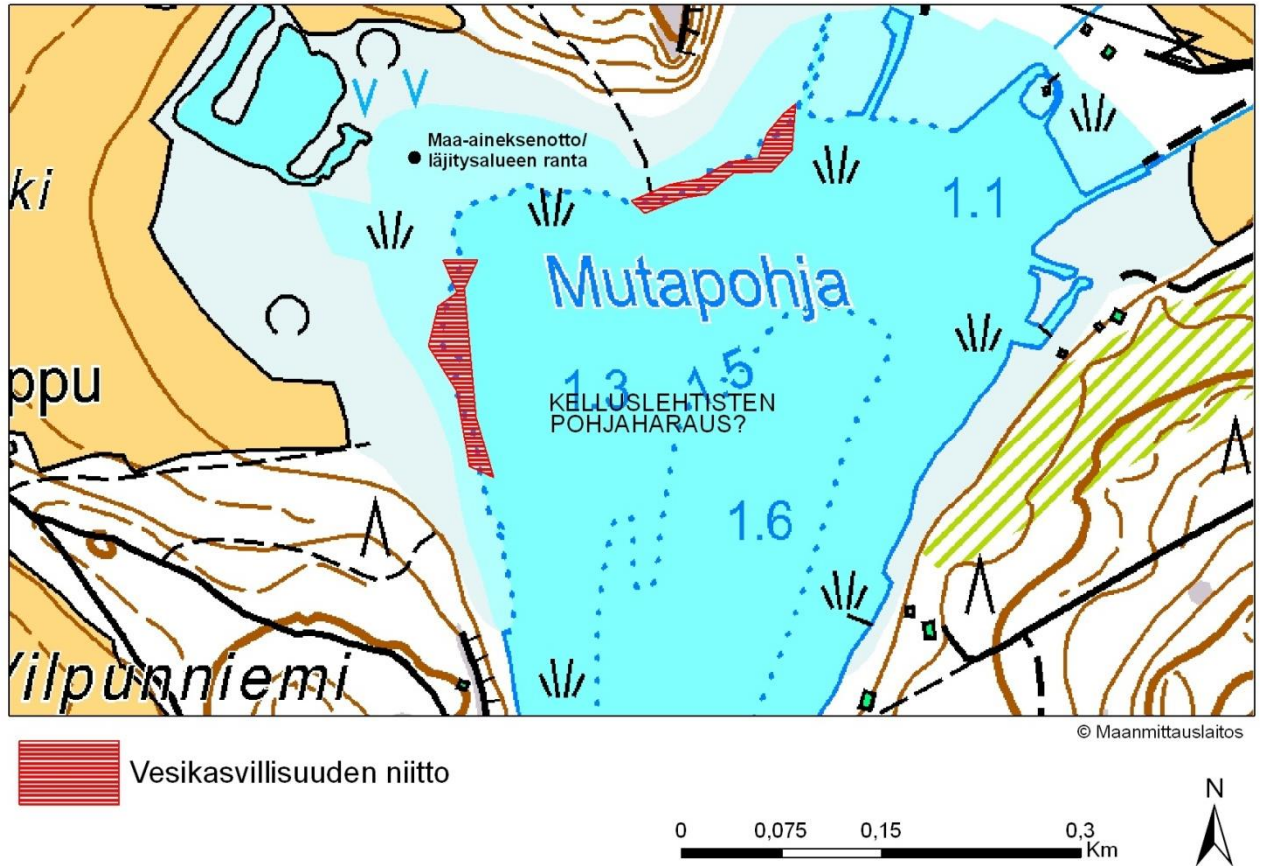 Maa-aineksenotto/
läjitysalueen ranta
ki
1.1
Mutapohja
ppu
1.3
1.5
KELLUSLEHTISTEN
POHJAHARAUS?
1.6
ilpunniemi
© Maanmittauslaitos
Vesikasvillisuuden niitto
N
0 0,075 0,15 0,3
Km